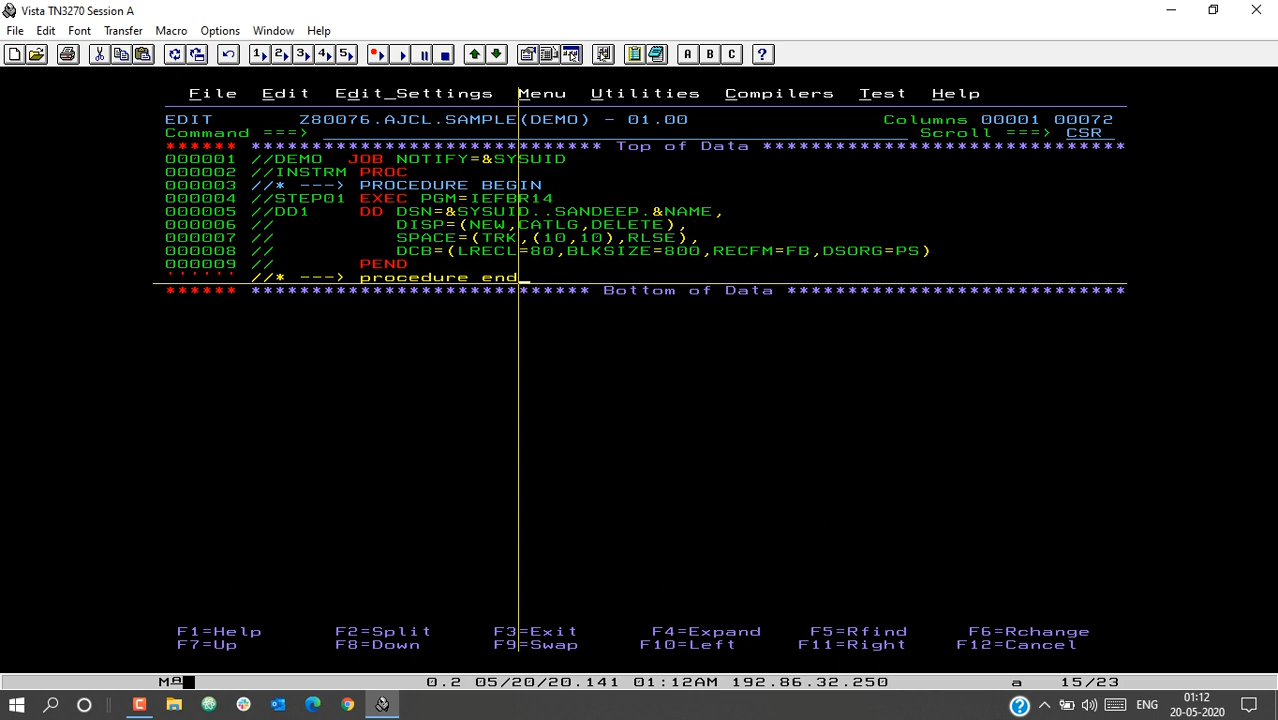 Vista TN3270 Session A
File Edit Font Transfer Macro Options Window Help
1 2 3 4 5 A B C ?
File Edit Edit_Settings Menu Utilities Compilers Test Help
EDIT Z80076.AJCL.SAMPLE(DEMO) - 01.00 Columns 00001 00072
Command ===> Scroll ===> CSR
****** ***************************** Top of Data ******************************
000001 //DEMO JOB NOTIFY=&SYSUID
000002 //INSTRM PROC
000003 //* ---> PROCEDURE BEGIN
000004 //STEP01 EXEC PGM=IEFBR14
000005 //DD1 DD DSN=&SYSUID..SANDEEP.&NAME,
000006 // DISP=(NEW,CATLG,DELETE),
000007 // SPACE=(TRK,(10,10),RLSE),
000008 // DCB=(LRECL=80,BLKSIZE=800,RECFM=FB,DSORG=PS)
000009 // PEND
'''''' //* ---> procedure end_
****** **************************** Bottom of Data ****************************
F1=Help F2=Split F3=Exit F4=Expand F5=Rfind F6=Rchange
F7=Up F8=Down F9=Swap F10=Left F11=Right F12=Cancel
0.2 05/20/20.141 01:12AM 192.86.32.250 a 15/23
ENG 01:12
20-05-2020